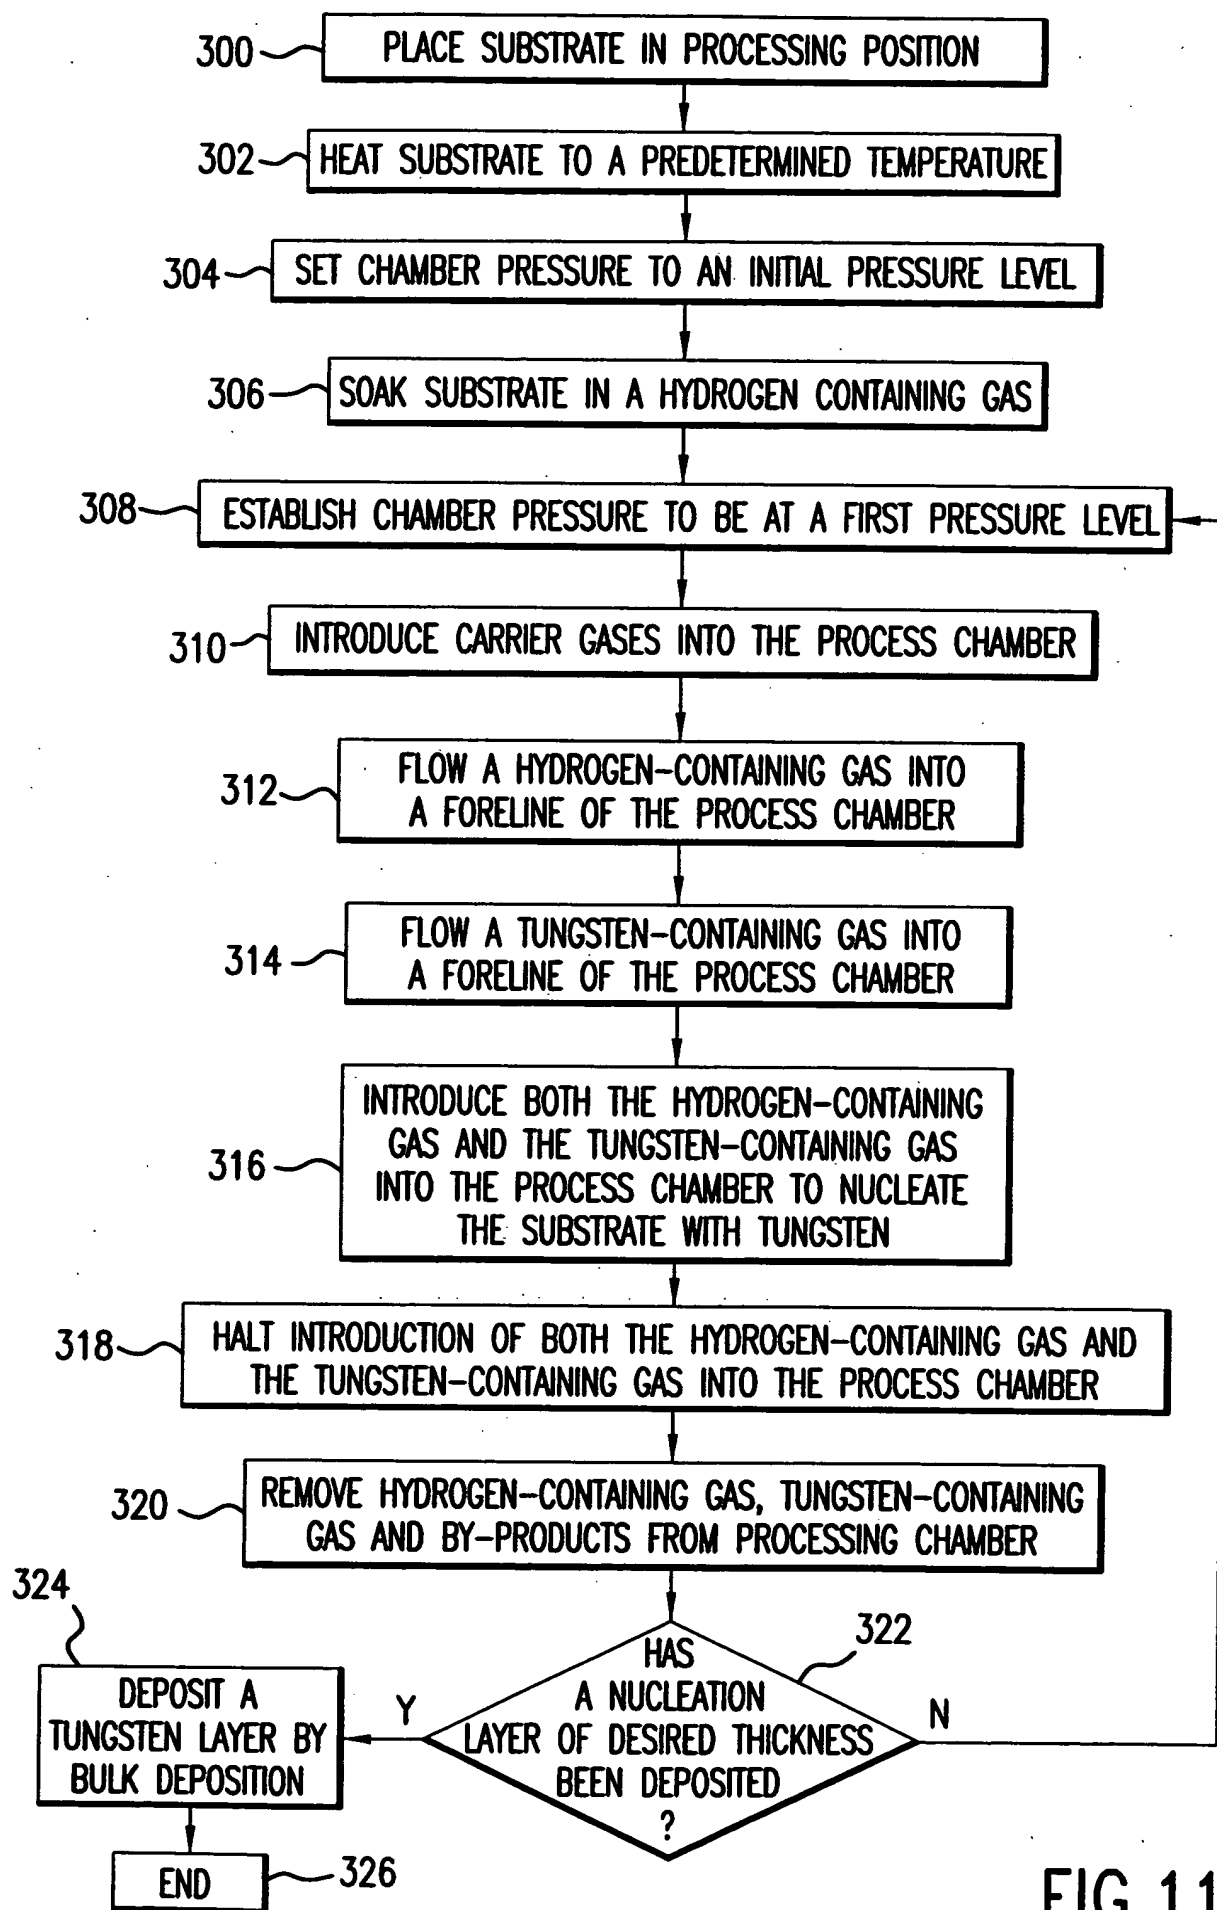 300
PLACE SUBSTRATE IN PROCESSING POSITION
302
HEAT SUBSTRATE TO A PREDETERMINED TEMPERATURE
304
SET CHAMBER PRESSURE TO AN INITIAL PRESSURE LEVEL
306
SOAK SUBSTRATE IN A HYDROGEN CONTAINING GAS
308
ESTABLISH CHAMBER PRESSURE TO BE AT A FIRST PRESSURE LEVEL
310
INTRODUCE CARRIER GASES INTO THE PROCESS CHAMBER
312
FLOW A HYDROGEN-CONTAINING GAS INTO
A FORELINE OF THE PROCESS CHAMBER
314
FLOW A TUNGSTEN-CONTAINING GAS INTO
A FORELINE OF THE PROCESS CHAMBER
316
INTRODUCE BOTH THE HYDROGEN-CONTAINING
GAS AND THE TUNGSTEN-CONTAINING GAS
INTO THE PROCESS CHAMBER TO NUCLEATE
THE SUBSTRATE WITH TUNGSTEN
318
HALT INTRODUCTION OF BOTH THE HYDROGEN-CONTAINING GAS AND
THE TUNGSTEN-CONTAINING GAS INTO THE PROCESS CHAMBER
320
REMOVE HYDROGEN-CONTAINING GAS, TUNGSTEN-CONTAINING
GAS AND BY-PRODUCTS FROM PROCESSING CHAMBER
322
HAS
A NUCLEATION
LAYER OF DESIRED THICKNESS
BEEN DEPOSITED
?
Y
N
324
DEPOSIT A
TUNGSTEN LAYER BY
BULK DEPOSITION
END
326
FIG 11